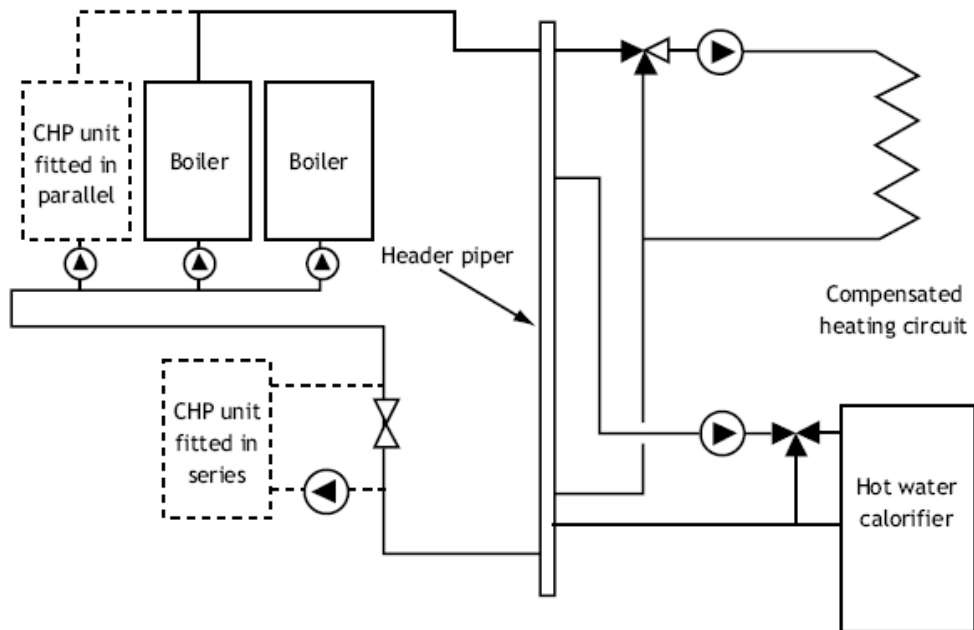 CHP unit
fitted in
parallel
Boiler
Boiler
Header piper
Compensated
heating circuit
CHP unit
fitted in
series
Hot water
calorifier